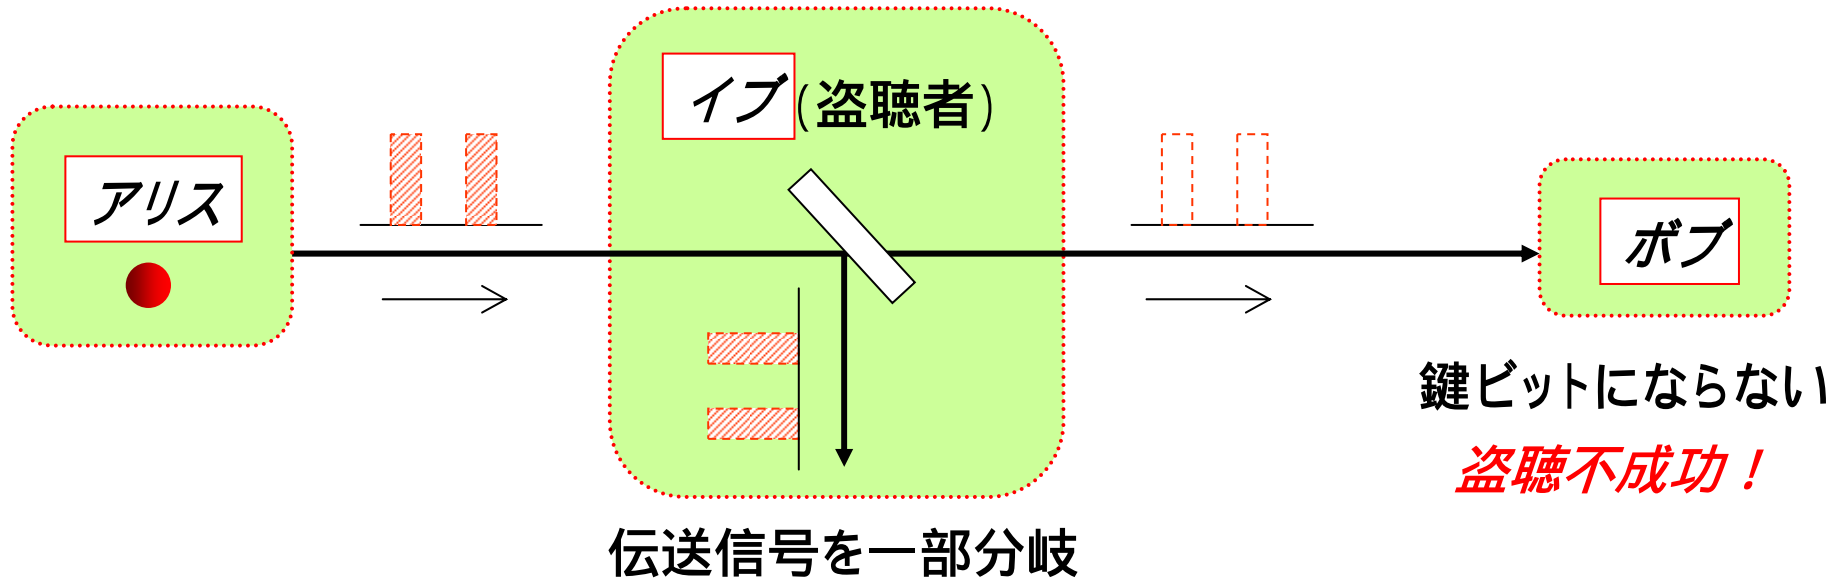 アリス
イブ(盗聴者)
ボブ
鍵ビットにならない
盗聴不成功！
伝送信号を一部分岐